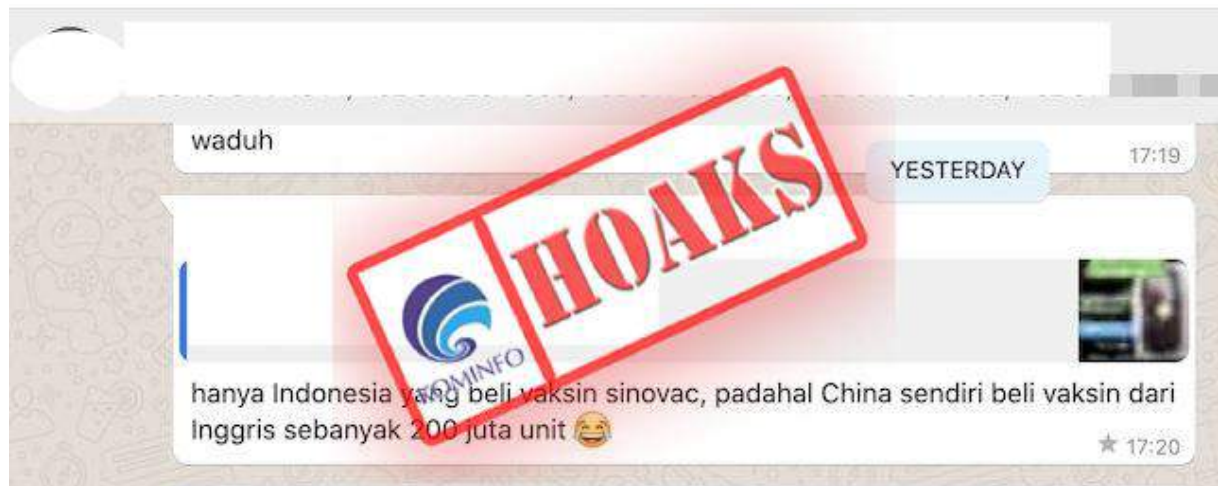 waduh
17:19
YESTERDAY
HOAKS
KOMINFO
hanya Indonesia yang beli vaksin sinovac, padahal China sendiri beli vaksin dari
Inggris sebanyak 200 juta unit 😂
17:20